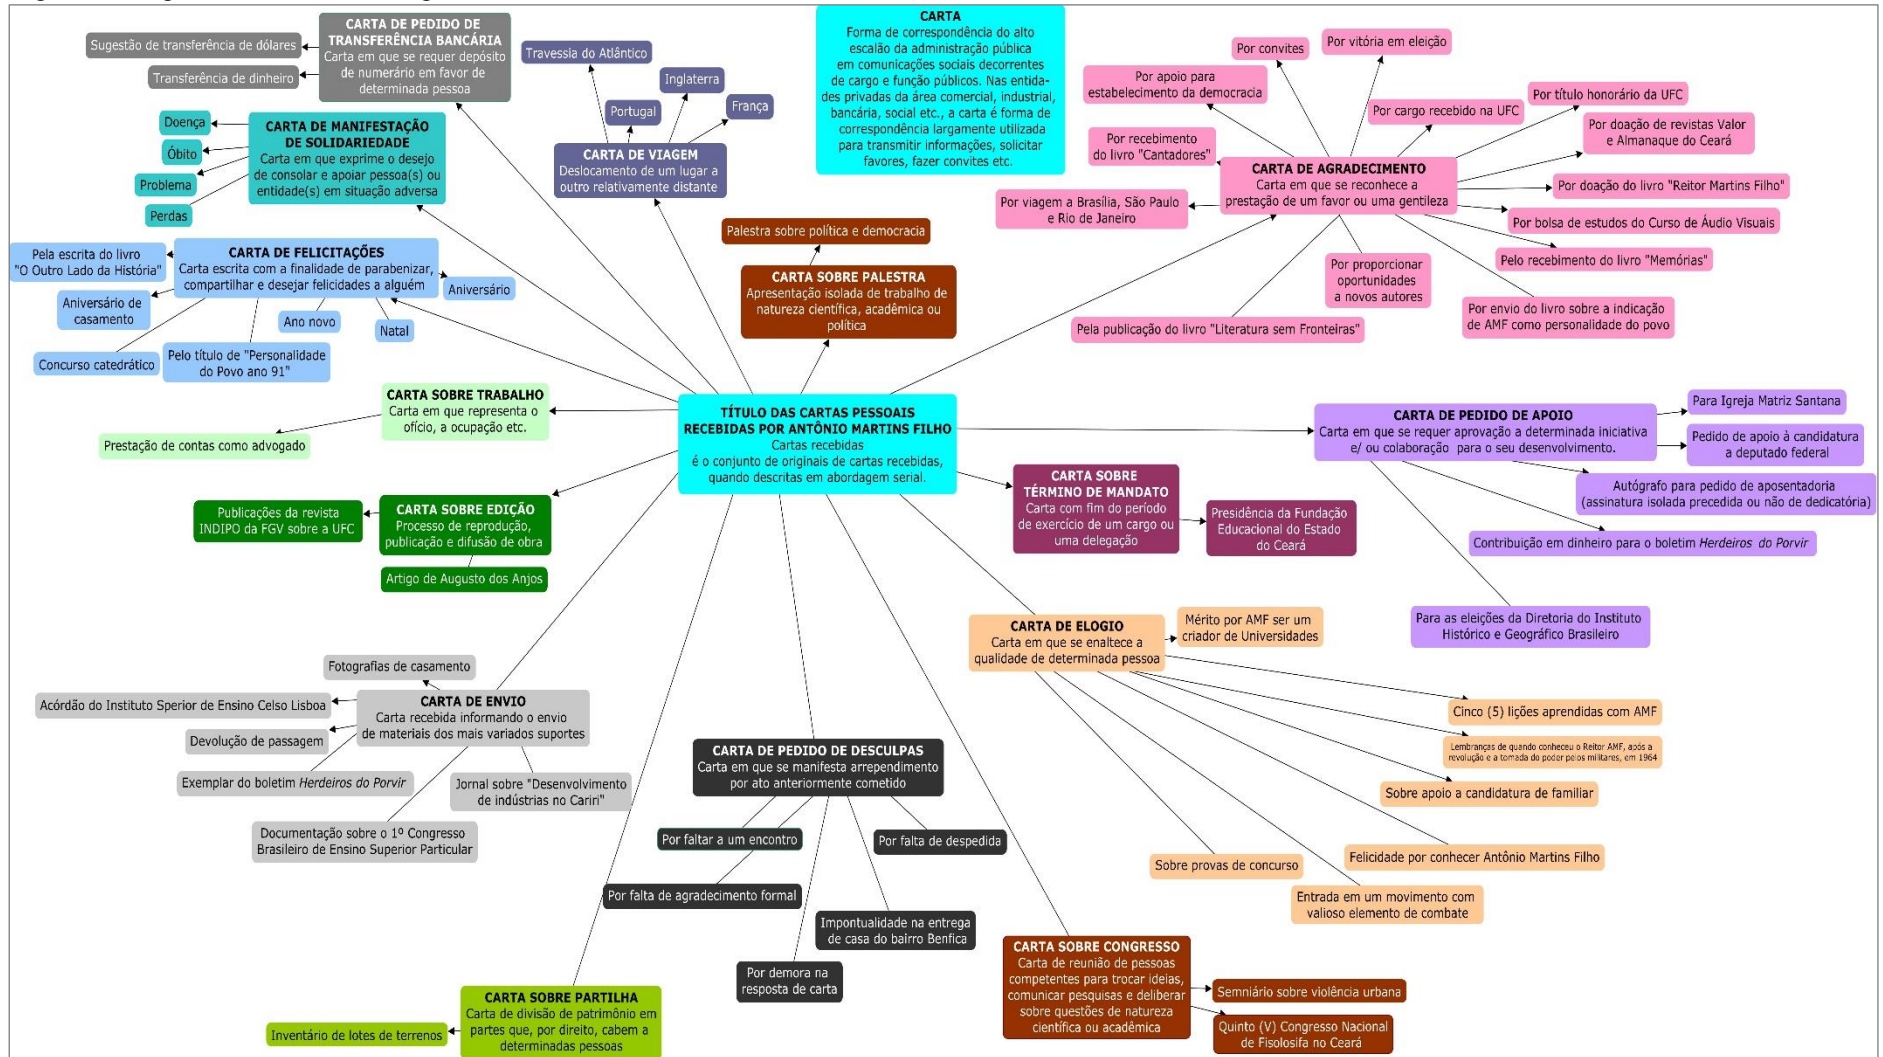 CARTA DE PEDIDO DE
TRANSFERÊNCIA BANCÁRIA
Carta em que se requer depósito
de numerário em favor de
determinada pessoa
Sugestão de transferência de dólares
Transferência de dinheiro
CARTA DE MANIFESTAÇÃO
DE SOLIDARIEDADE
Carta em que exprime o desejo
de consolar e apoiar pessoa(s) ou
entidade(s) em situação adversa
Doença
Óbito
Problema
Perdas
Travessia do Atlântico
Inglaterra
Portugal
França
CARTA DE VIAGEM
Deslocamento de um lugar a
outro relativamente distante
CARTA
Forma de correspondência do alto
escalão da administração pública
em comunicações sociais decorrentes
de cargo e função públicos. Nas entida-
des privadas da área comercial, industrial,
bancária, social etc., a carta é forma de
correspondência largamente utilizada
para transmitir informações, solicitar
favores, fazer convites etc.
Por convites
Por vitória em eleição
Por apoio para
estabelecimento da democracia
Por título honorário da UFC
Por cargo recebido na UFC
Por doação de revistas Valor
e Almanaque do Ceará
Por recebimento
do livro "Cantadores"
CARTA DE AGRADECIMENTO
Carta em que se reconhece a
prestação de um favor ou uma gentileza
Por doação do livro "Reitor Martins Filho"
Por viagem a Brasília, São Paulo
e Rio de Janeiro
Por bolsa de estudos do Curso de Áudio Visuais
Pelo recebimento do livro "Memórias"
Por proporcionar
oportunidades
a novos autores
Por envio do livro sobre a indicação
de AMF como personalidade do povo
Pela publicação do livro "Literatura sem Fronteiras"
Palestra sobre política e democracia
CARTA SOBRE PALESTRA
Apresentação isolada de trabalho de
natureza científica, acadêmica ou
política
CARTA DE FELICITAÇÕES
Carta escrita com a finalidade de parabenizar,
compartilhar e desejar felicidades a alguém
Pela escrita do livro
"O Outro Lado da História"
Aniversário de
casamento
Aniversário
Ano novo
Natal
Concurso catedrático
Pelo título de "Personalidade
do Povo ano 91"
CARTA SOBRE TRABALHO
Carta em que representa o
ofício, a ocupação etc.
Prestação de contas como advogado
TÍTULO DAS CARTAS PESSOAIS
RECEBIDAS POR ANTÔNIO MARTINS FILHO
Cartas recebidas
é o conjunto de originais de cartas recebidas,
quando descritas em abordagem serial.
CARTA DE PEDIDO DE APOIO
Carta em que se requer aprovação a determinada iniciativa
e/ ou colaboração para o seu desenvolvimento.
Para Igreja Matriz Santana
Pedido de apoio à candidatura
a deputado federal
Autógrafo para pedido de aposentadoria
(assinatura isolada precedida ou não de dedicatória)
Contribuição em dinheiro para o boletim Herdeiros do Porvir
Para as eleições da Diretoria do Instituto
Histórico e Geográfico Brasileiro
CARTA SOBRE
TÉRMINO DE MANDATO
Carta com fim do período
de exercício de um cargo ou
uma delegação
Presidência da Fundação
Educacional do Estado
do Ceará
CARTA SOBRE EDIÇÃO
Processo de reprodução,
publicação e difusão de obra
Publicações da revista
INDIPO da FGV sobre a UFC
Artigo de Augusto dos Anjos
CARTA DE ELOGIO
Carta em que se enaltece a
qualidade de determinada pessoa
Mérito por AMF ser um
criador de Universidades
Cinco (5) lições aprendidas com AMF
Lembranças de quando conheceu o Reitor AMF, após a
revolução e a tomada do poder pelos militares, em 1964
Sobre apoio a candidatura de familiar
Felicidade por conhecer Antônio Martins Filho
Sobre provas de concurso
Entrada em um movimento com
valioso elemento de combate
Fotografias de casamento
CARTA DE ENVIO
Carta recebida informando o envio
de materiais dos mais variados suportes
Acórdão do Instituto Sperior de Ensino Celso Lisboa
Devolução de passagem
Exemplar do boletim Herdeiros do Porvir
Jornal sobre "Desenvolvimento
de indústrias no Cariri"
Documentação sobre o 1º Congresso
Brasileiro de Ensino Superior Particular
CARTA DE PEDIDO DE DESCULPAS
Carta em que se manifesta arrependimento
por ato anteriormente cometido
Por faltar a um encontro
Por falta de despedida
Por falta de agradecimento formal
Impontualidade na entrega
de casa do bairro Benfica
Por demora na
resposta de carta
CARTA SOBRE CONGRESSO
Carta de reunião de pessoas
competentes para trocar ideias,
comunicar pesquisas e deliberar
sobre questões de natureza
científica ou acadêmica
Semniário sobre violência urbana
Quinto (V) Congresso Nacional
de Fisolosifa no Ceará
CARTA SOBRE PARTILHA
Carta de divisão de patrimônio em
partes que, por direito, cabem a
determinadas pessoas
Inventário de lotes de terrenos